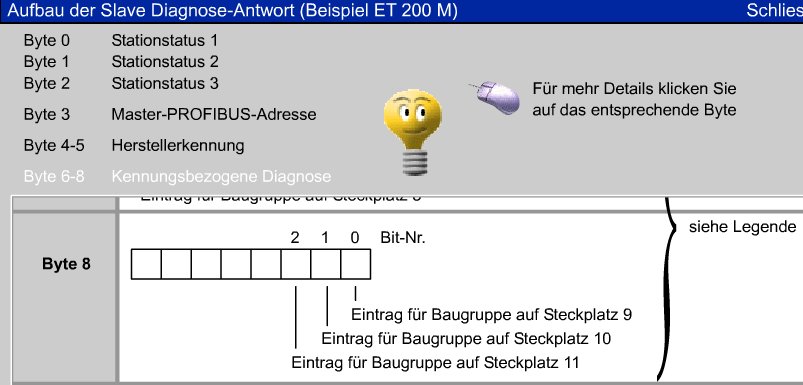 Aufbau der Slave Diagnose-Antwort (Beispiel ET 200 M) Schlies
Byte 0 Stationstatus 1
Byte 1 Stationstatus 2
Byte 2 Stationstatus 3
Byte 3 Master-PROFIBUS-Adresse
Byte 4-5 Herstellerkennung
Byte 6-8 Kennungsbezogene Diagnose
Für mehr Details klicken Sie
auf das entsprechende Byte
Eintrag für Baugruppe auf Steckplatz
siehe Legende
2 1 0 Bit-Nr.
Byte 8
Eintrag für Baugruppe auf Steckplatz 9
Eintrag für Baugruppe auf Steckplatz 10
Eintrag für Baugruppe auf Steckplatz 11